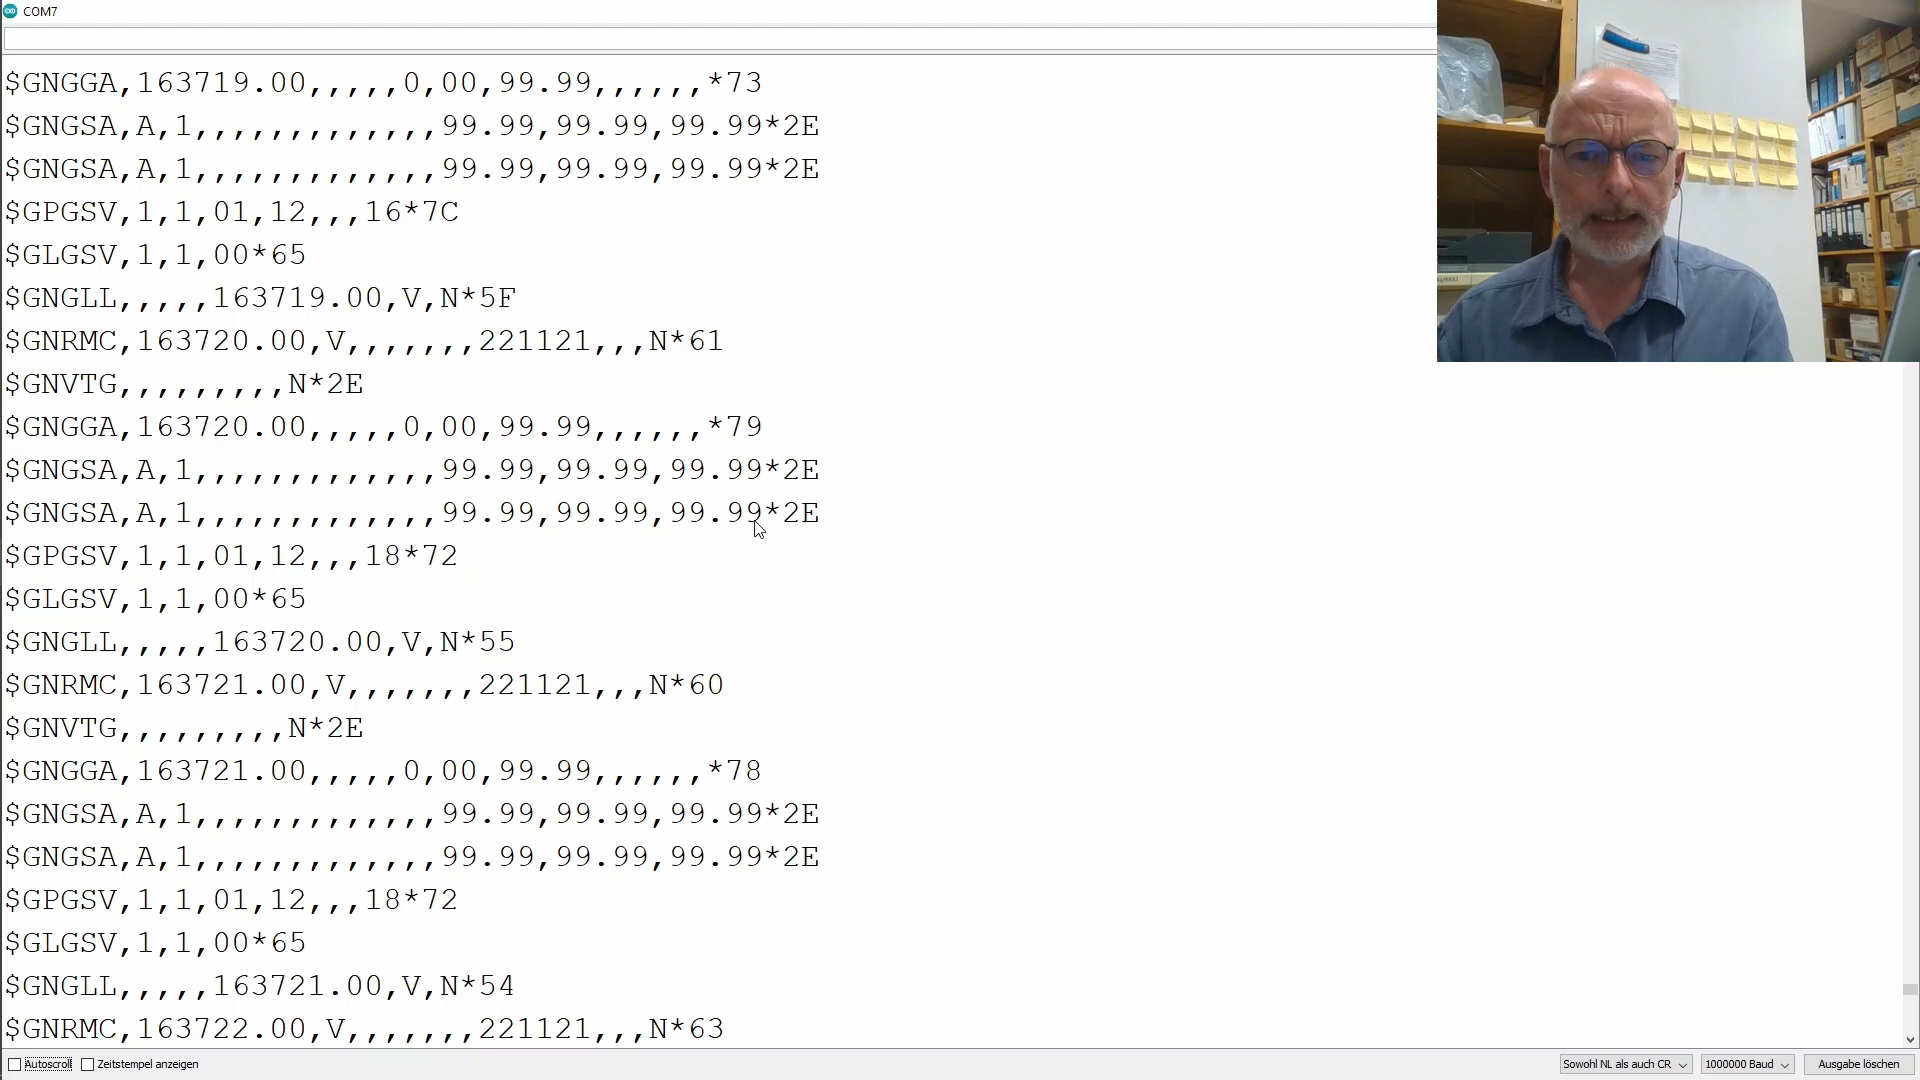 COM7
$GNGGA,163719.00,,,,,0,00,99.99,,,,,,*73
$GNGSA,A,1,,,,,,,,,,,,,99.99,99.99,99.99*2E
$GNGSA,A,1,,,,,,,,,,,,,99.99,99.99,99.99*2E
$GPGSV,1,1,01,12,,,16*7C
$GLGSV,1,1,00*65
$GNGLL,,,,,163719.00,V,N*5F
$GNRMC,163720.00,V,,,,,,,221121,,,N*61
$GNVTG,,,,,,,,,N*2E
$GNGGA,163720.00,,,,,0,00,99.99,,,,,,*79
$GNGSA,A,1,,,,,,,,,,,,,99.99,99.99,99.99*2E
$GNGSA,A,1,,,,,,,,,,,,,99.99,99.99,99.99*2E
$GPGSV,1,1,01,12,,,18*72
$GLGSV,1,1,00*65
$GNGLL,,,,,163720.00,V,N*55
$GNRMC,163721.00,V,,,,,,,221121,,,N*60
$GNVTG,,,,,,,,,N*2E
$GNGGA,163721.00,,,,,0,00,99.99,,,,,,*78
$GNGSA,A,1,,,,,,,,,,,,,99.99,99.99,99.99*2E
$GNGSA,A,1,,,,,,,,,,,,,99.99,99.99,99.99*2E
$GPGSV,1,1,01,12,,,18*72
$GLGSV,1,1,00*65
$GNGLL,,,,,163721.00,V,N*54
$GNRMC,163722.00,V,,,,,,,221121,,,N*63
Autoscroll Zeitstempel anzeigen Sowohl NL als auch CR 1000000 Baud Ausgabe löschen